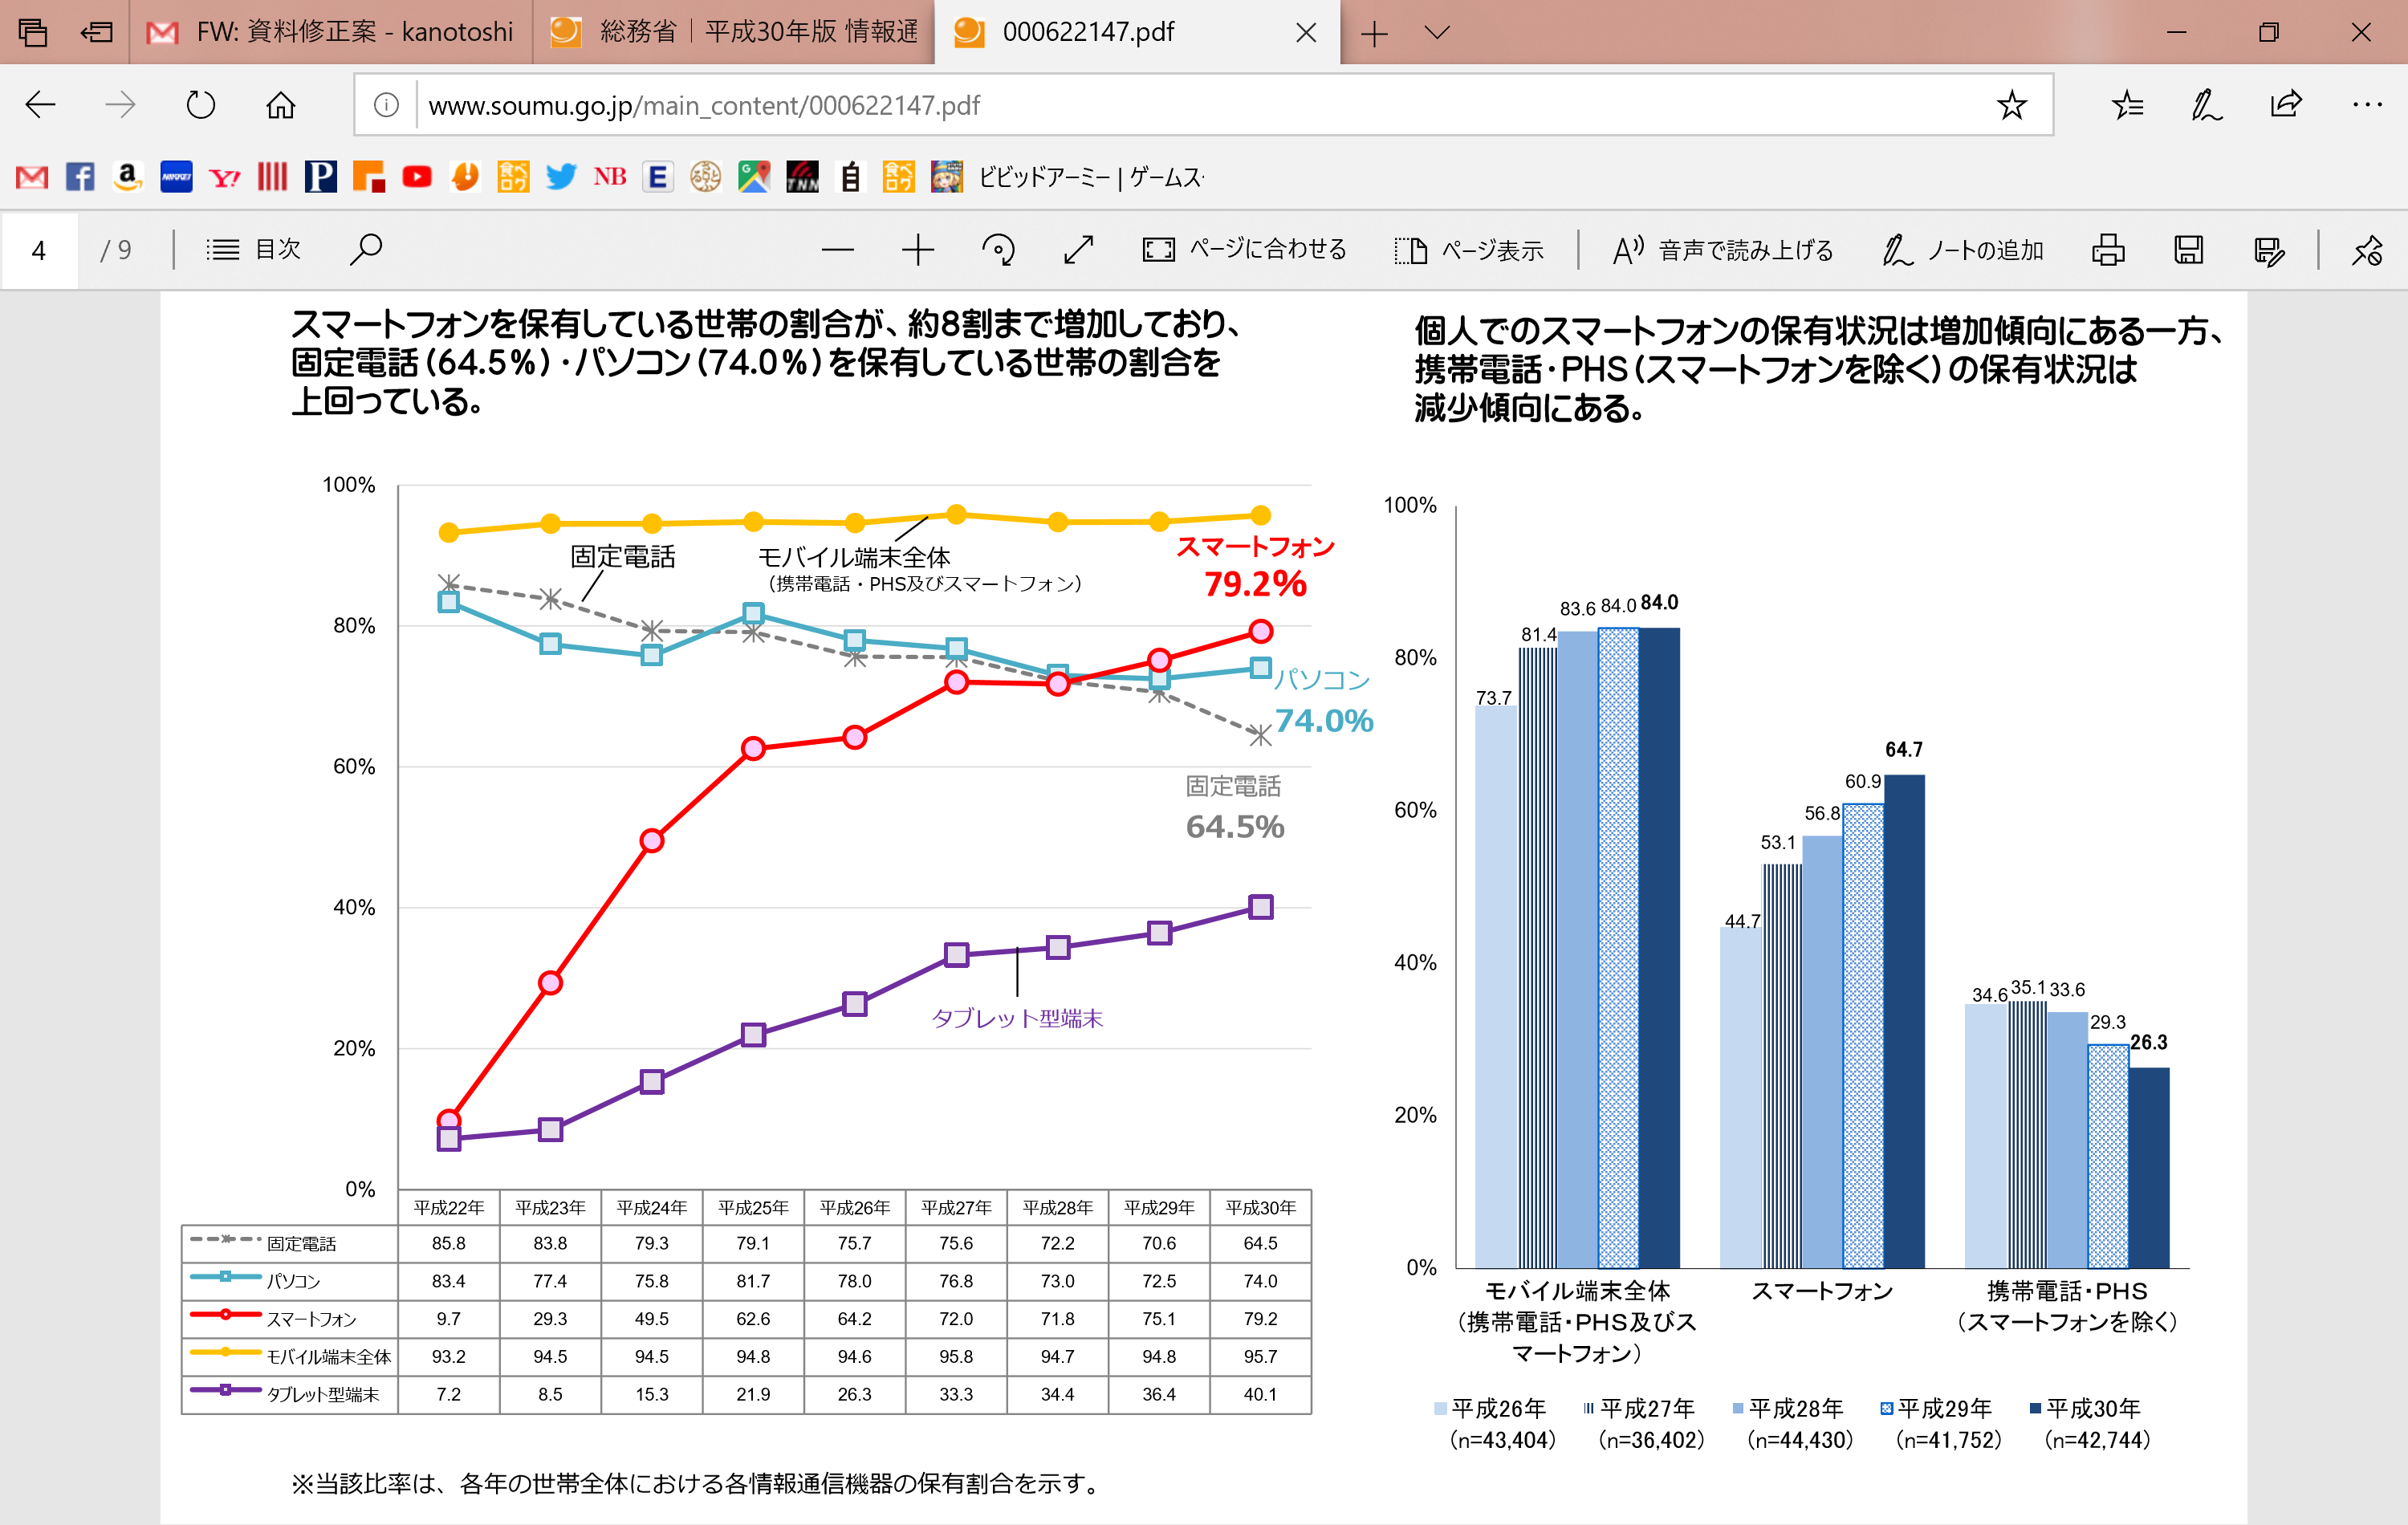 FW: 資料修正案 - kanotoshi
総務省｜平成30年版 情報通
000622147.pdf
www.soumu.go.jp/main_content/000622147.pdf
NIKKEI
Y!
P
食べログ
NB
E
TNN
自
食べログ
ビビッドアーミー | ゲームス
4 / 9
目次
ページに合わせる
ページ表示
音声で読み上げる
ノートの追加
スマートフォンを保有している世帯の割合が、約8割まで増加しており、
固定電話（64.5％）・パソコン（74.0％）を保有している世帯の割合を
上回っている。
100%
80%
60%
40%
20%
0%
固定電話
モバイル端末全体
（携帯電話・PHS及びスマートフォン）
スマートフォン
79.2%
パソコン
74.0%
固定電話
64.5%
タブレット型端末
平成22年 平成23年 平成24年 平成25年 平成26年 平成27年 平成28年 平成29年 平成30年
固定電話 85.8 83.8 79.3 79.1 75.7 75.6 72.2 70.6 64.5
パソコン 83.4 77.4 75.8 81.7 78.0 76.8 73.0 72.5 74.0
スマートフォン 9.7 29.3 49.5 62.6 64.2 72.0 71.8 75.1 79.2
モバイル端末全体 93.2 94.5 94.5 94.8 94.6 95.8 94.7 94.8 95.7
タブレット型端末 7.2 8.5 15.3 21.9 26.3 33.3 34.4 36.4 40.1
※当該比率は、各年の世帯全体における各情報通信機器の保有割合を示す。
個人でのスマートフォンの保有状況は増加傾向にある一方、
携帯電話・PHS（スマートフォンを除く）の保有状況は
減少傾向にある。
100%
80%
60%
40%
20%
0%
73.7 81.4 83.6 84.0 84.0
44.7 53.1 56.8 60.9 64.7
34.6 35.1 33.6 29.3 26.3
モバイル端末全体
（携帯電話・PHS及びス
マートフォン）
スマートフォン
携帯電話・PHS
（スマートフォンを除く）
平成26年 平成27年 平成28年 平成29年 平成30年
（n=43,404） （n=36,402） （n=44,430） （n=41,752） （n=42,744）